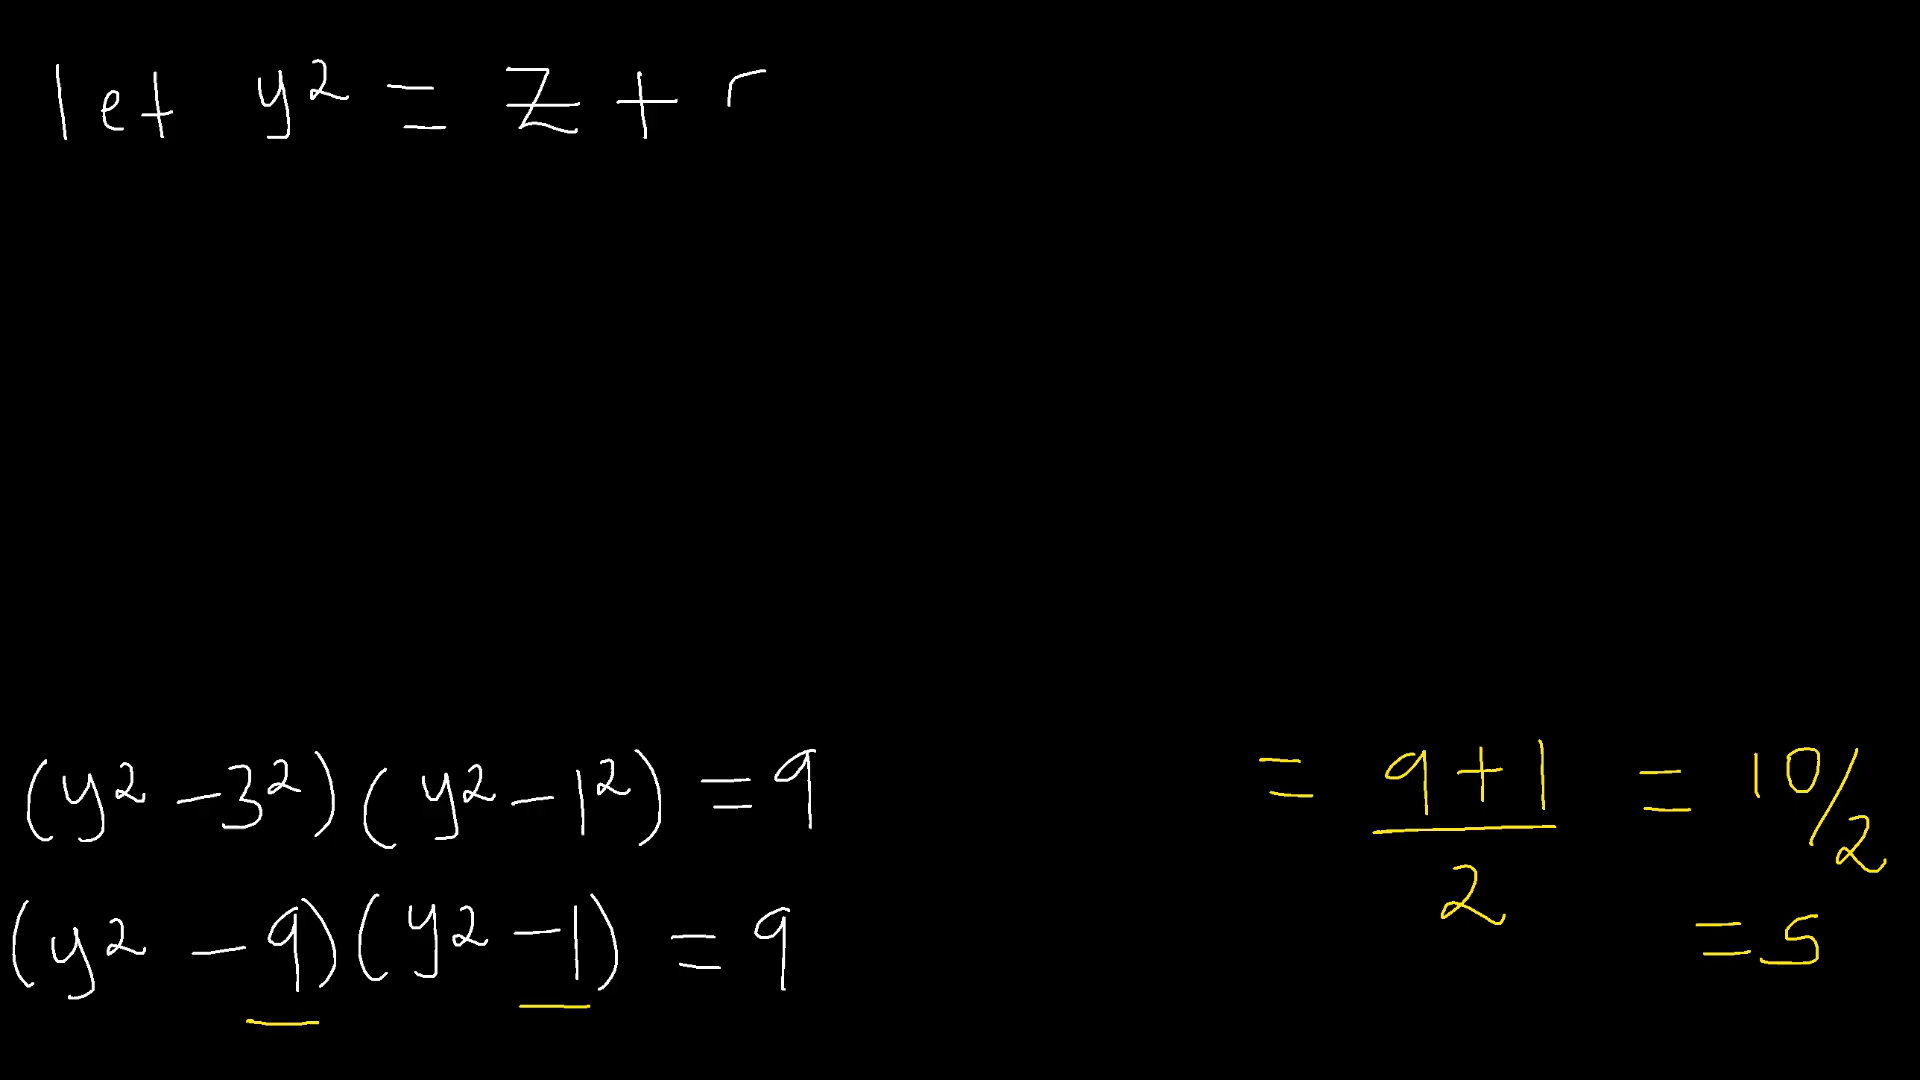 let y² = z +
(y² - 3²)(y² - 1²) = 9
= 9+1/2 = 10/2
(y² - 9)(y² - 1) = 9
= 5